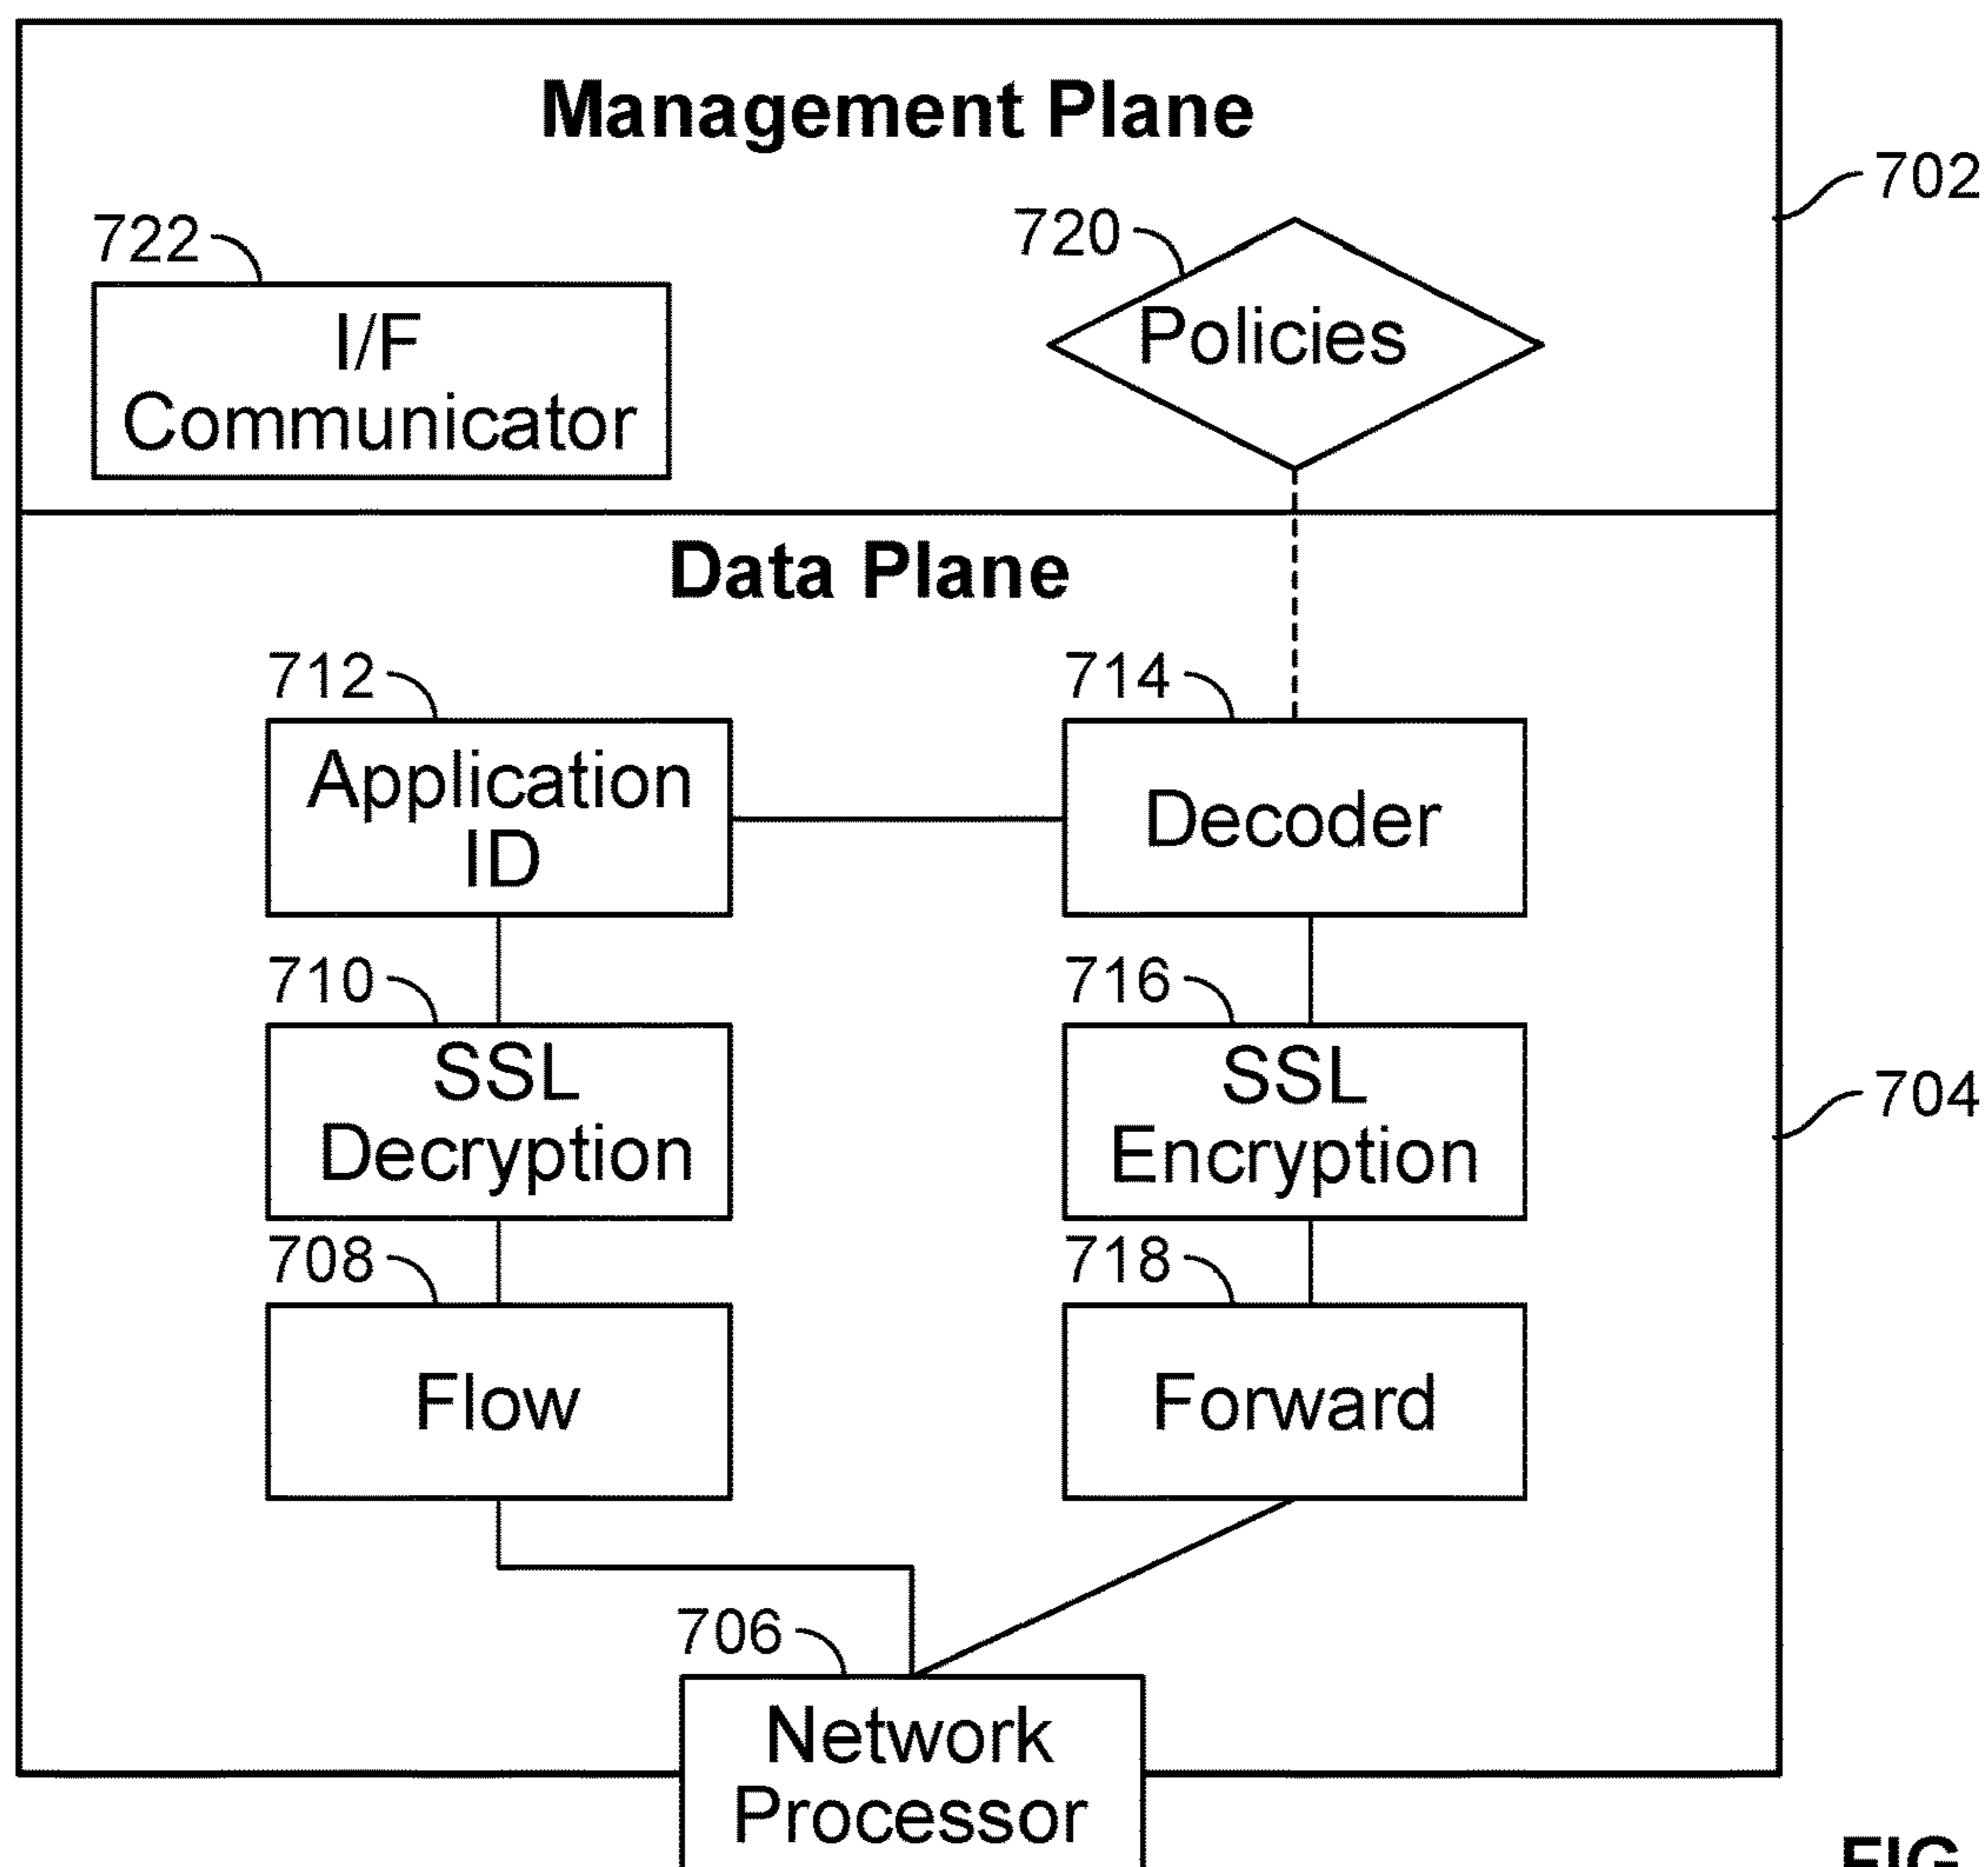 Management Plane
702
722
720
I/F
Communicator
Policies
Data Plane
712
714
Application
ID
Decoder
710
716
SSL
Decryption
SSL
Encryption
704
708
718
Flow
Forward
706
Network
Processor
FIG